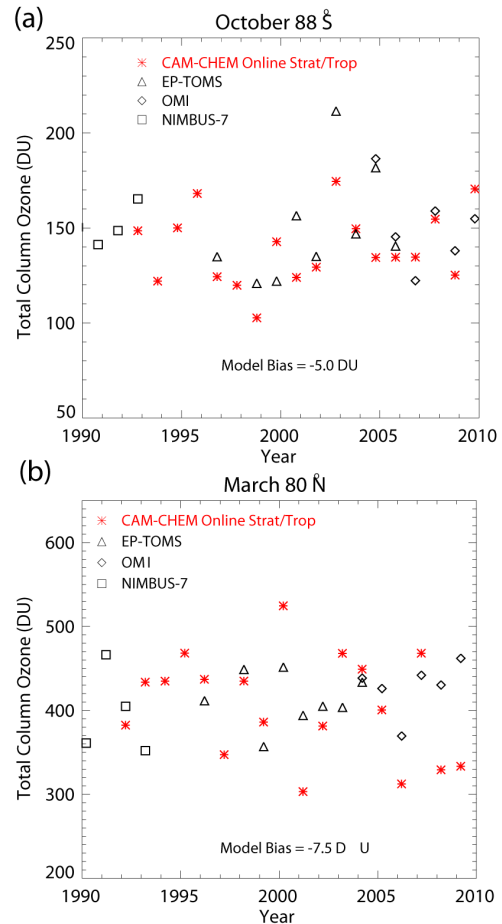 (a)
October 88 S̊
250
200
150
100
50
Total Column Ozone (DU)
CAM-CHEM Online Strat/Trop
EP-TOMS
OMI
NIMBUS-7
Model Bias = -5.0 DU
1990 1995 2000 2005 2010
Year
(b)
March 80 N̊
600
500
400
300
200
Total Column Ozone (DU)
CAM-CHEM Online Strat/Trop
EP-TOMS
OM I
NIMBUS-7
Model Bias = -7.5 D U
1990 1995 2000 2005 2010
Year